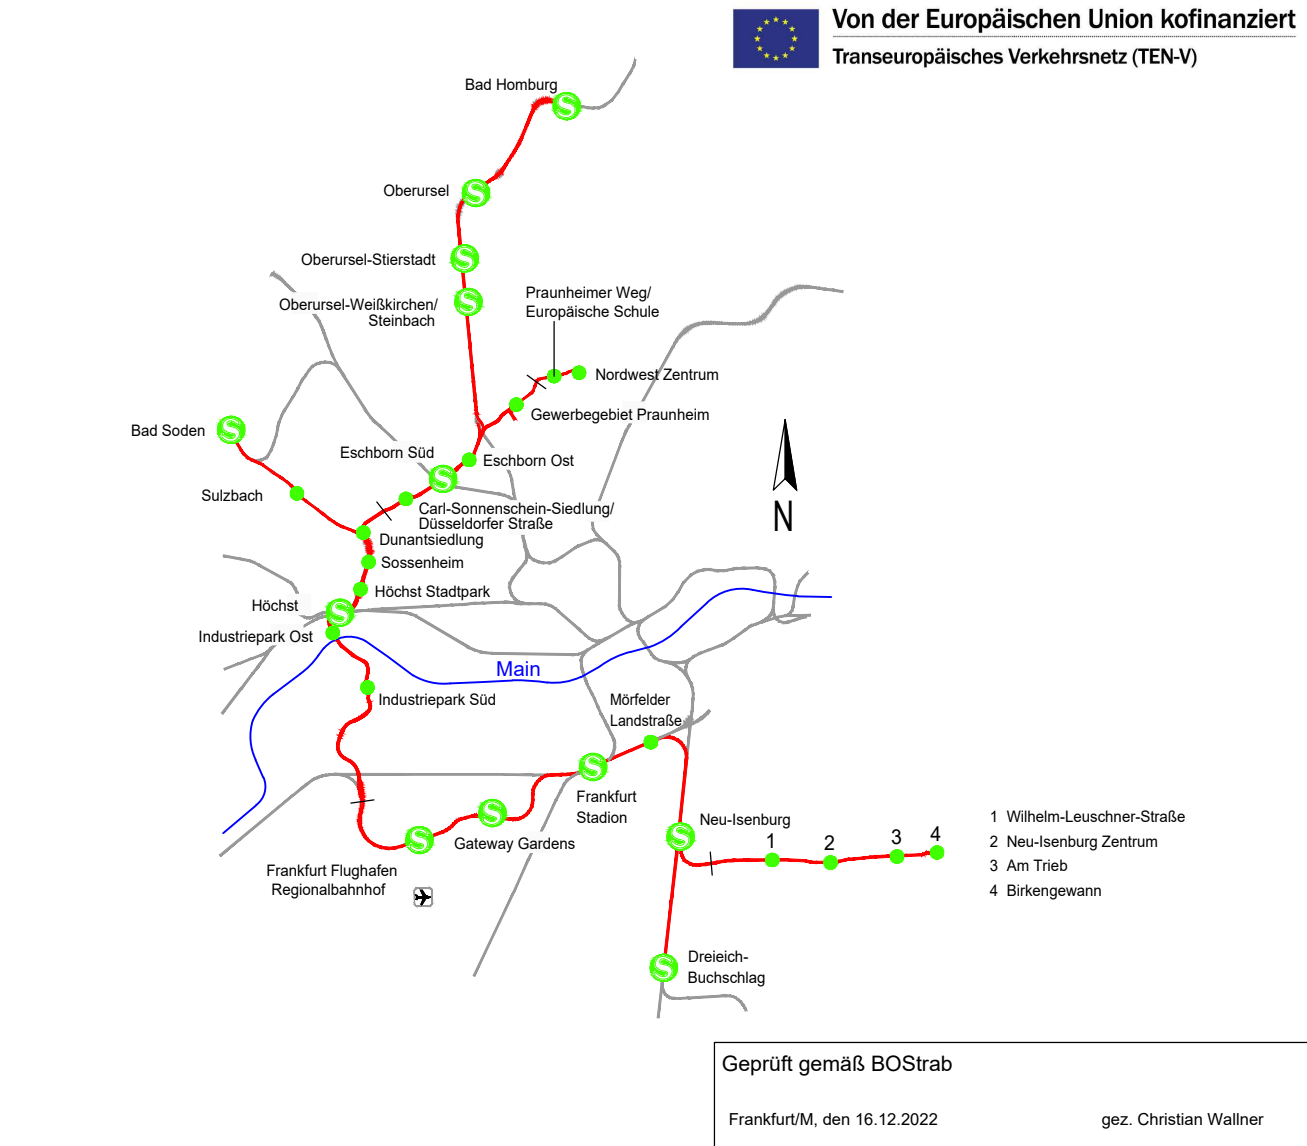 Von der Europäischen Union kofinanziert
Transeuropäisches Verkehrsnetz (TEN-V)
Bad Homburg
S
Oberursel
S
Oberursel-Stierstadt
S
Oberursel-Weißkirchen/
Steinbach
S
Praunheimer Weg/
Europäische Schule
Nordwest Zentrum
Gewerbegebiet Praunheim
Bad Soden
S
Eschborn Süd
S
Eschborn Ost
Sulzbach
Carl-Sonnenschein-Siedlung/
Düsseldorfer Straße
N
Dunantsiedlung
Sossenheim
Höchst Stadtpark
Höchst
S
Industriepark Ost
Main
Industriepark Süd
Mörfelder
Landstraße
S
Frankfurt
Stadion
S
Gateway Gardens
S
Frankfurt Flughafen
Regionalbahnhof
Neu-Isenburg
S
1
2
3
4
1 Wilhelm-Leuschner-Straße
2 Neu-Isenburg Zentrum
3 Am Trieb
4 Birkengewann
S
Dreieich-
Buchschlag
Geprüft gemäß BOStrab
Frankfurt/M, den 16.12.2022 gez. Christian Wallner